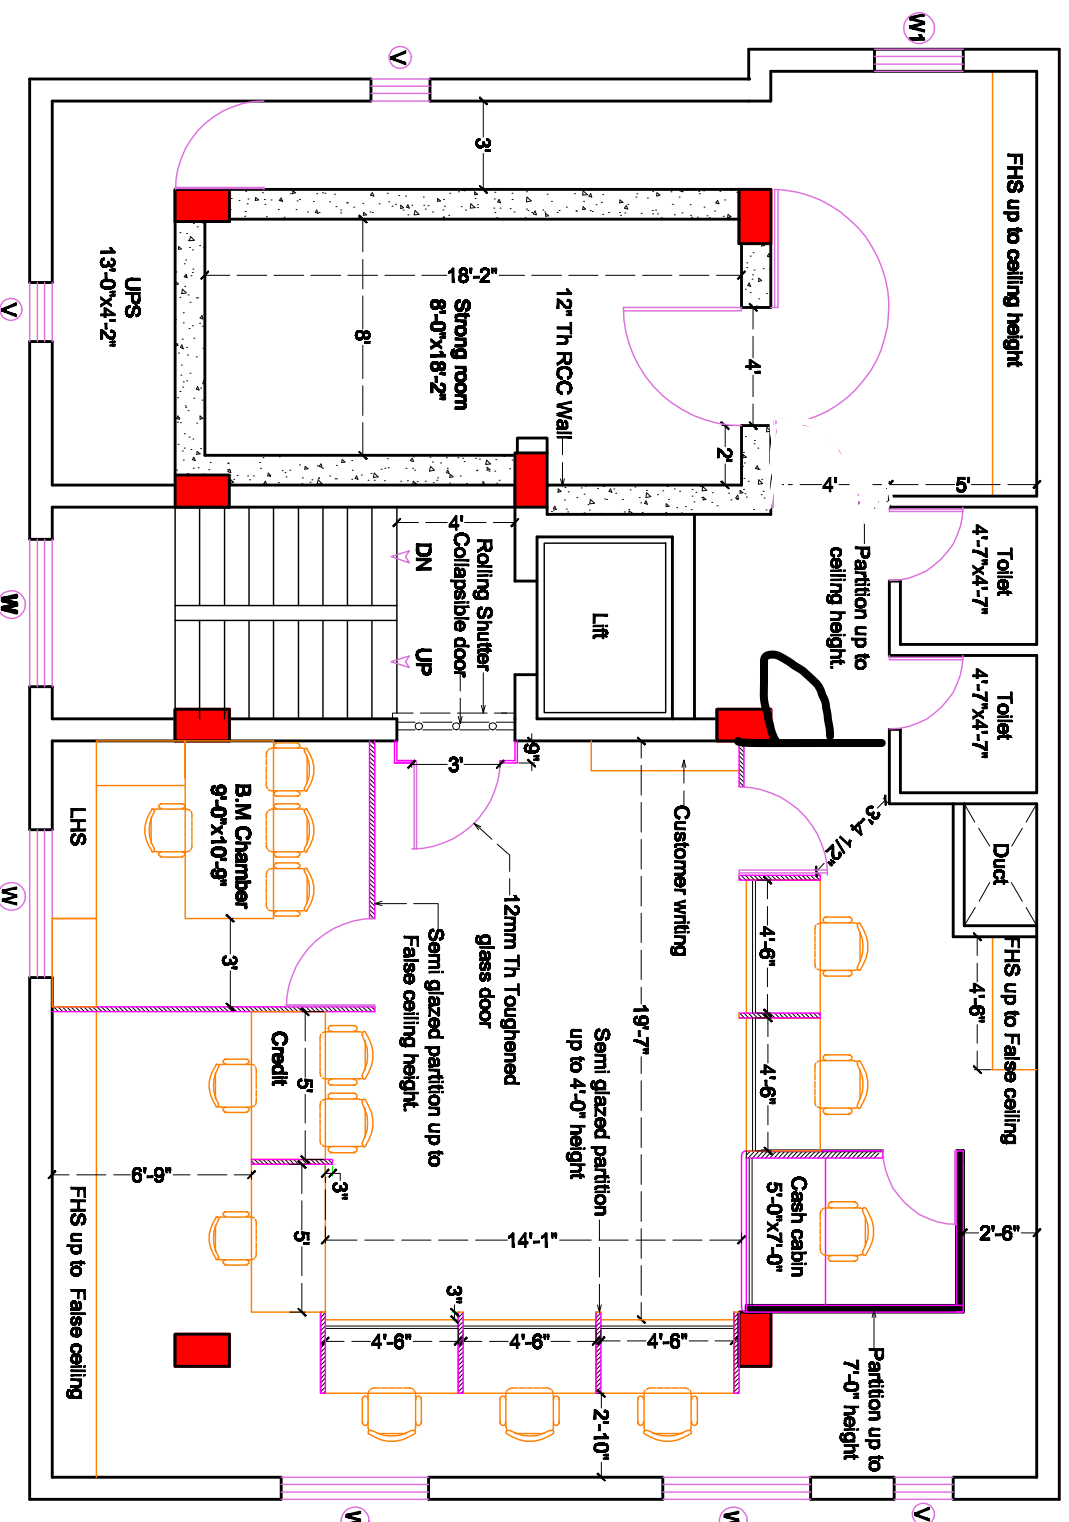 W1
V
3'
FHS up to ceiling height
UPS
13'-0"x4'-2"
V
18'-2"
8'
Strong room
8'-0"x18'-2"
12" Th RCC Wall
4'
2'
4'
5'
Toilet
4'-7"x4'-7"
Partition up to
ceiling height.
W
DN
UP
4'
Rolling Shutter
Collapsible door
Lift
Toilet
4'-7"x4'-7"
9"
3'
LHS
B.M Chamber
9'-0"x10'-9"
W
3'
Customer writing
12mm Th Toughened
glass door
Semi glazed partition up to
False ceiling height.
3'-4 1/2"
Duct
4'-6"
4'-6"
4'-6"
FHS up to False ceiling
19'-7"
Semi glazed partition
up to 4'-0" height
Credit
5'
5'
6'-9"
3"
14'-1"
Cash cabin
5'-0"x7'-0"
2'-6"
FHS up to False ceiling
3"
4'-6"
4'-6"
4'-6"
2'-10"
Partition up to
7'-0" height
W
W
V